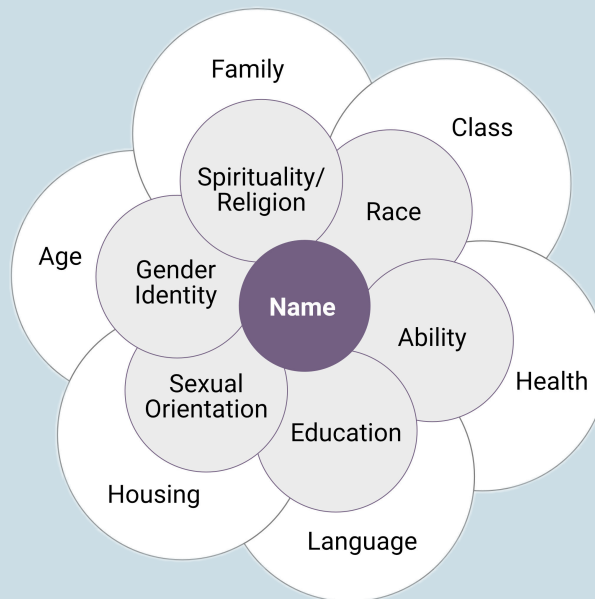 Family
Class
Spirituality/
Religion
Race
Age
Gender
Identity
Name
Ability
Health
Sexual
Orientation
Education
Housing
Language